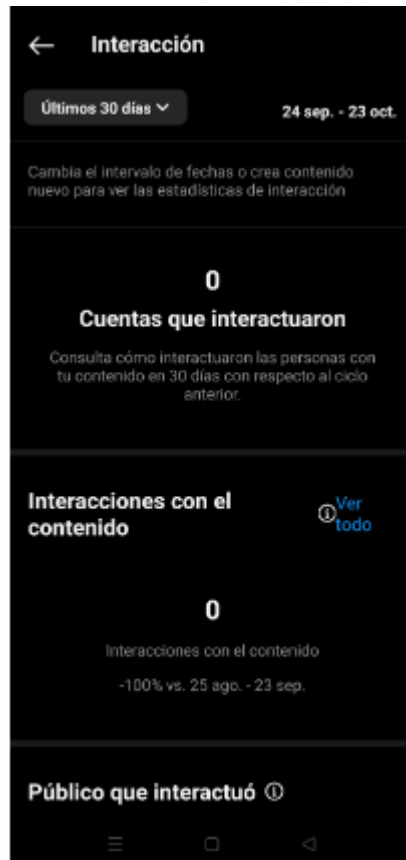 Interacción
Últimos 30 días
24 sep. - 23 oct.
Cambia el intervalo de fechas o crea contenido
nuevo para ver las estadísticas de interacción
0
Cuentas que interactuaron
Consulta cómo interactuaron las personas con
tu contenido en 30 días con respecto al ciclo
anterior.
Interacciones con el
contenido
Ver
todo
0
Interacciones con el contenido
-100% vs. 25 ago. - 23 sep.
Público que interactuó